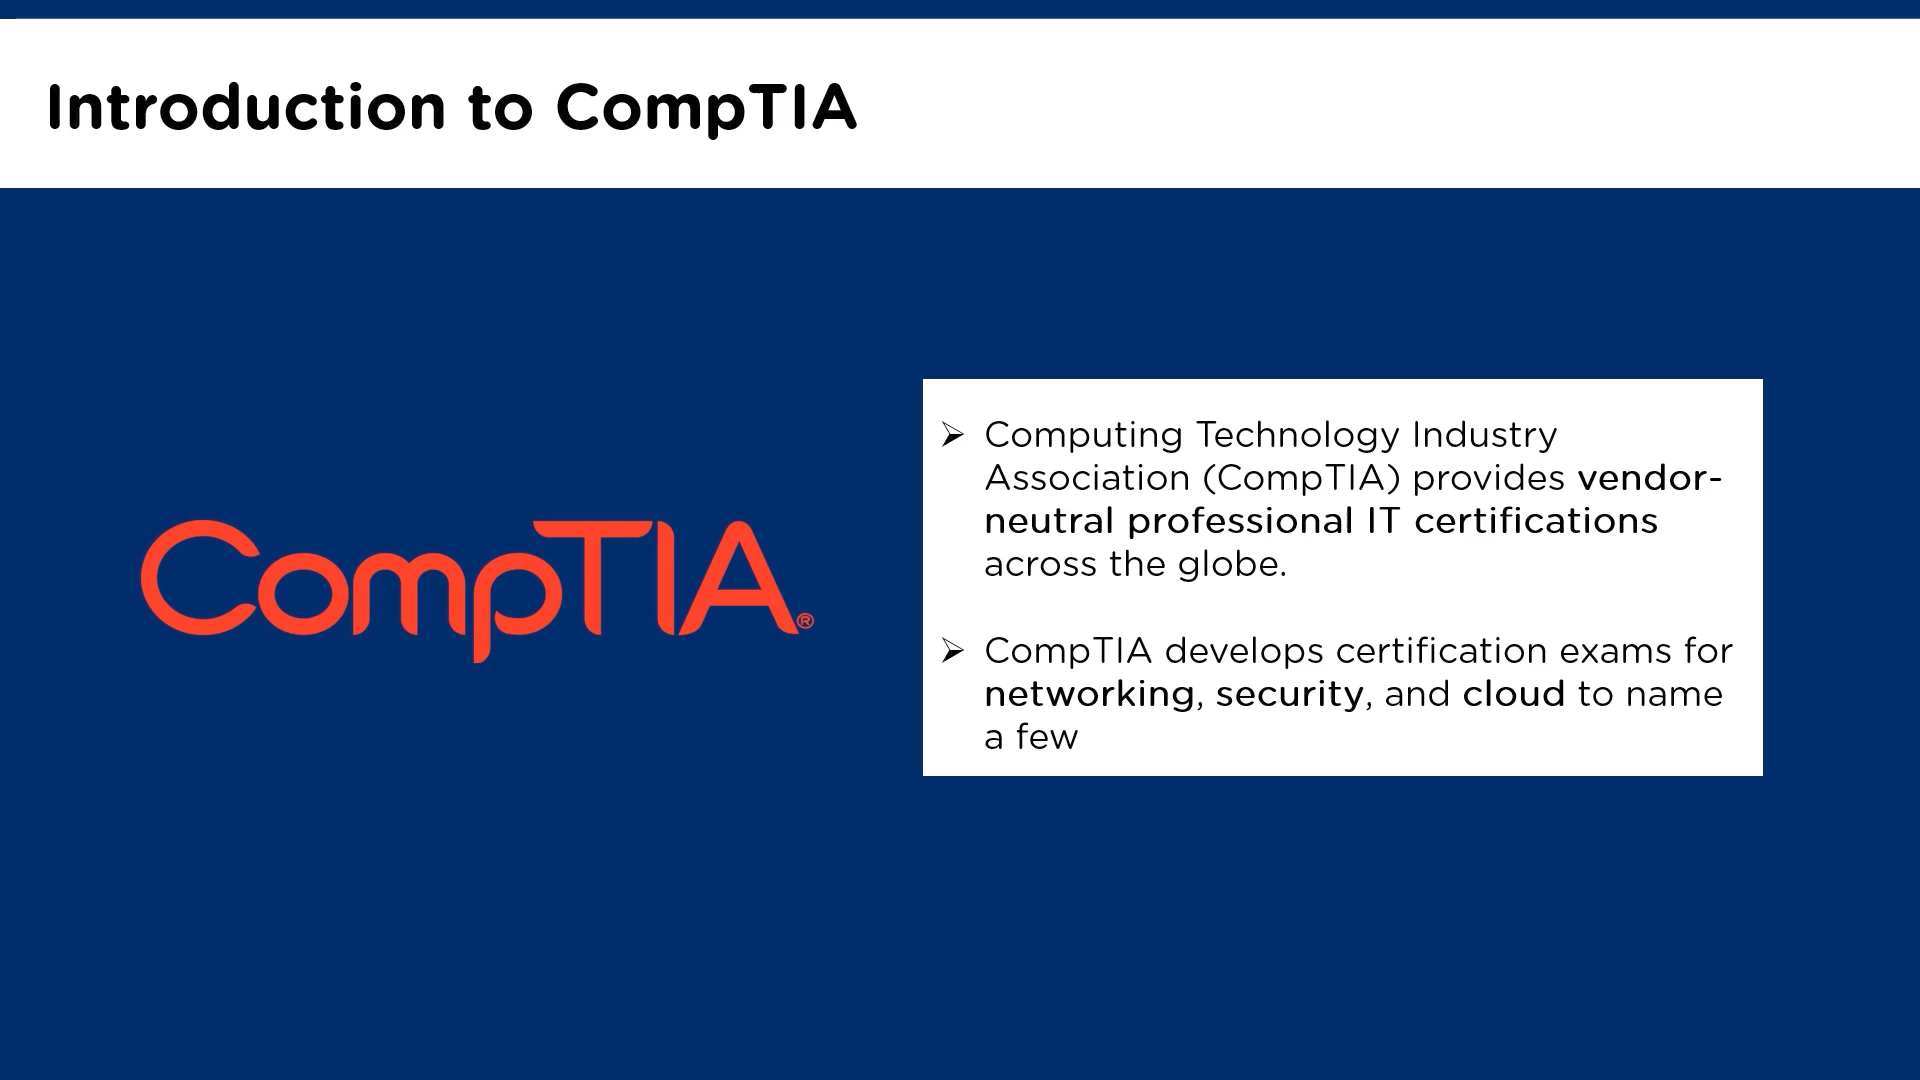 Introduction to CompTIA
CompTIA®
➢ Computing Technology Industry
Association (CompTIA) provides vendor-
neutral professional IT certifications
across the globe.
➢ CompTIA develops certification exams for
networking, security, and cloud to name
a few